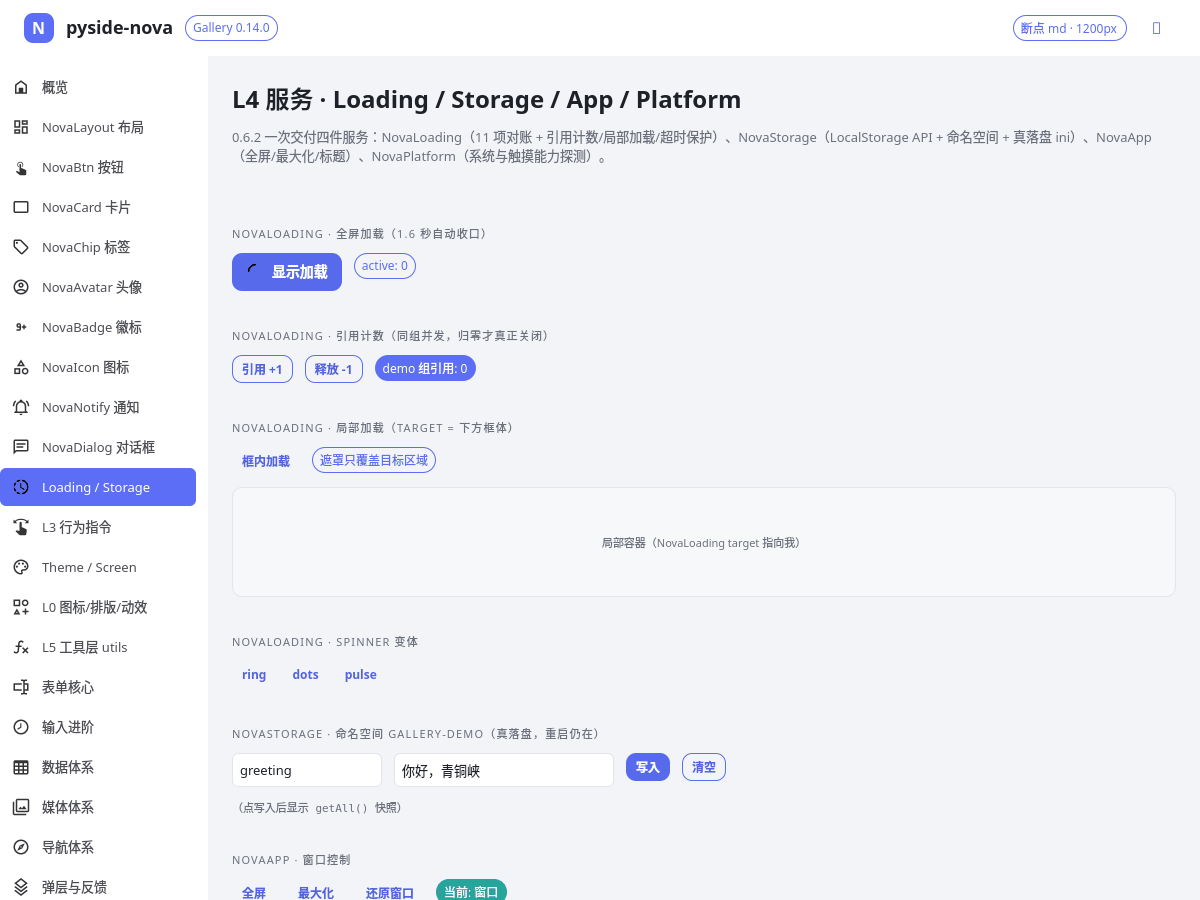 N pyside-nova Gallery 0.14.0 断点 md · 1200px
概览
NovaLayout 布局
NovaBtn 按钮
NovaCard 卡片
NovaChip 标签
NovaAvatar 头像
9+ NovaBadge 徽标
NovaIcon 图标
NovaNotify 通知
NovaDialog 对话框
Loading / Storage
L3 行为指令
Theme / Screen
L0 图标/排版/动效
L5 工具层 utils
表单核心
输入进阶
数据体系
媒体体系
导航体系
弹层与反馈
L4 服务 · Loading / Storage / App / Platform
0.6.2 一次交付四件服务：NovaLoading（11 项对账 + 引用计数/局部加载/超时保护）、NovaStorage（LocalStorage API + 命名空间 + 真落盘 ini）、NovaApp
（全屏/最大化/标题）、NovaPlatform（系统与触摸能力探测）。
NOVALOADING · 全屏加载（1.6 秒自动收口）
显示加载 active: 0
NOVALOADING · 引用计数（同组并发，归零才真正关闭）
引用 +1 释放 -1 demo 组引用: 0
NOVALOADING · 局部加载（TARGET = 下方框体）
框内加载 遮罩只覆盖目标区域
局部容器（NovaLoading target 指向我）
NOVALOADING · SPINNER 变体
ring dots pulse
NOVASTORAGE · 命名空间 GALLERY-DEMO（真落盘，重启仍在）
greeting 你好，青铜峡 写入 清空
（点写入后显示 getAll() 快照）
NOVAAPP · 窗口控制
全屏 最大化 还原窗口 当前: 窗口